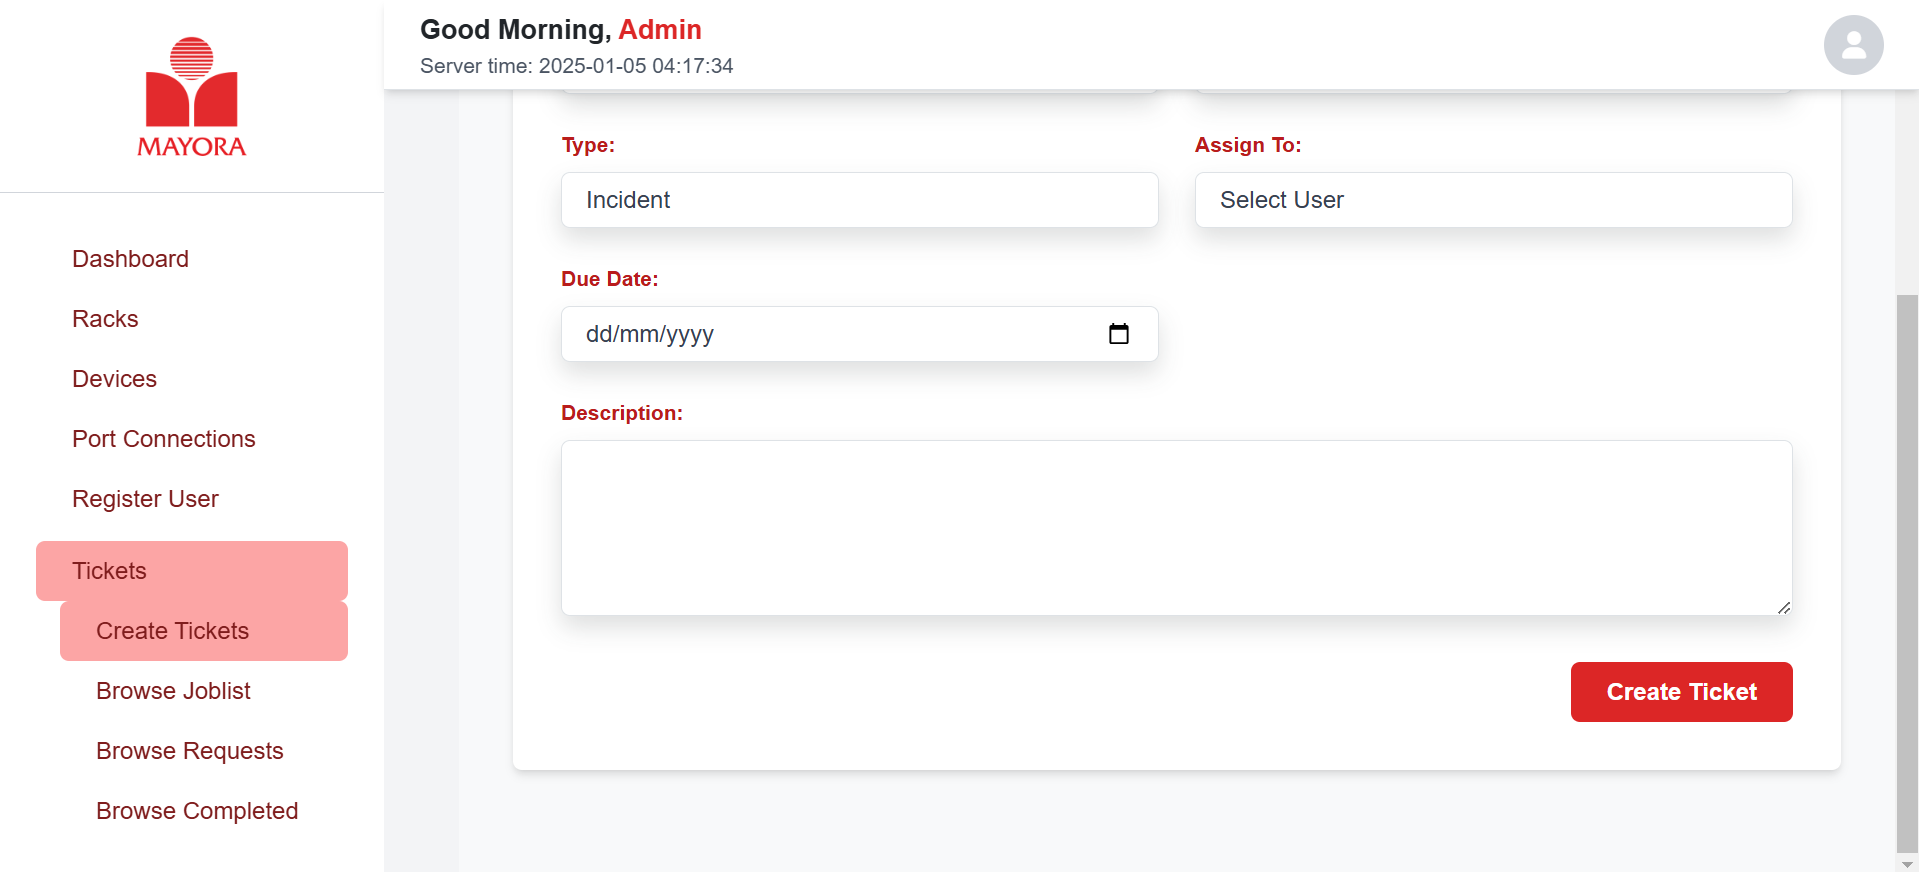 MAYORA
Dashboard
Racks
Devices
Port Connections
Register User
Tickets
Create Tickets
Browse Joblist
Browse Requests
Browse Completed
Good Morning, Admin
Server time: 2025-01-05 04:17:34
Type:
Incident
Assign To:
Select User
Due Date:
dd/mm/yyyy
Description:
Create Ticket